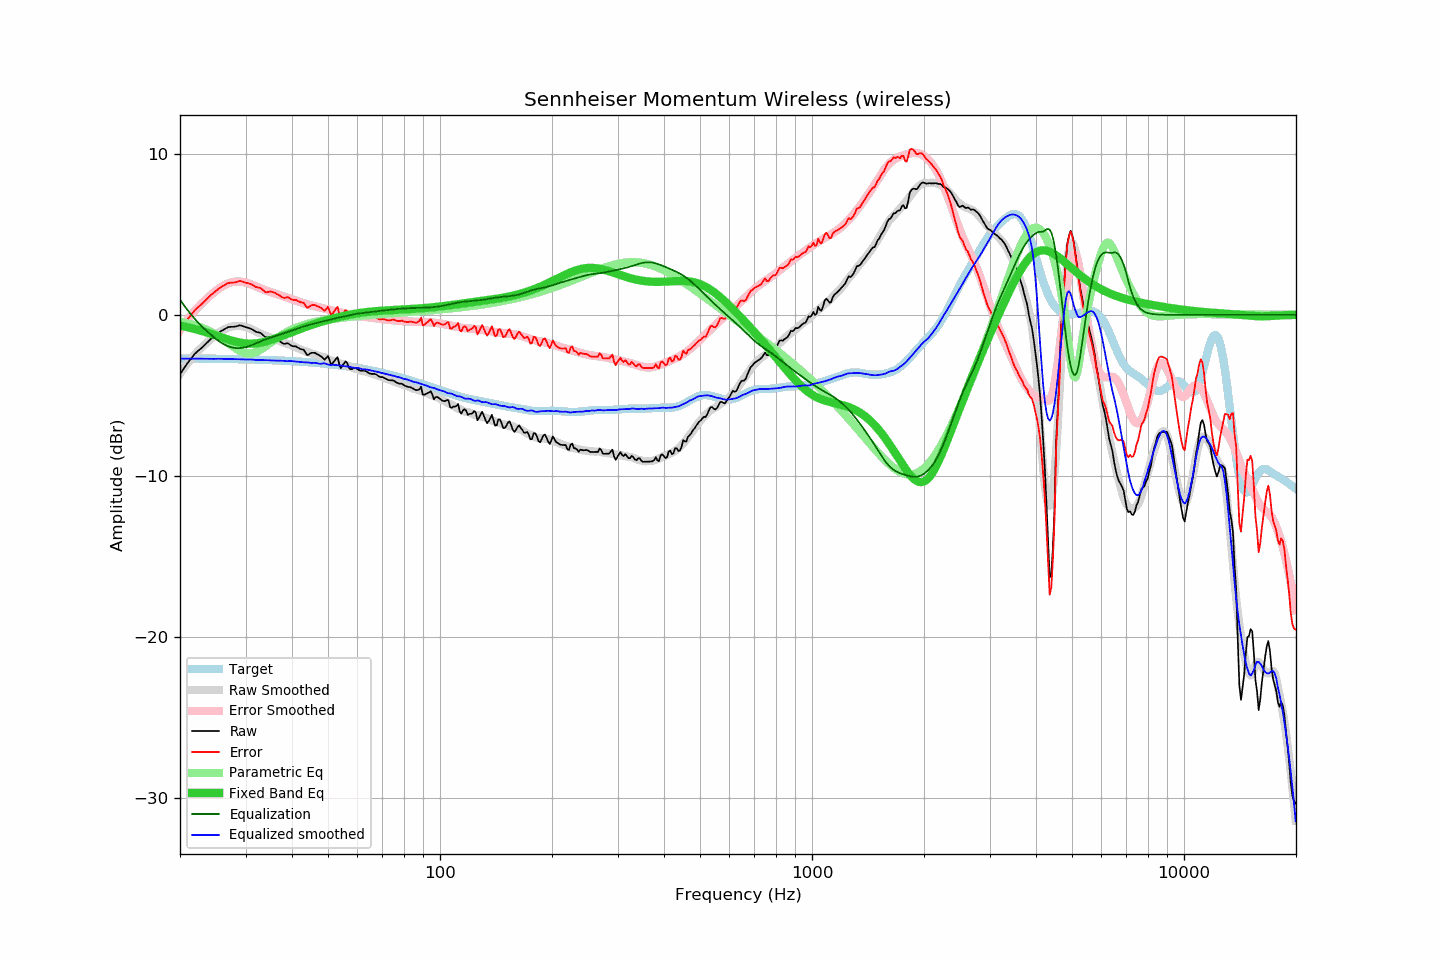 Sennheiser Momentum Wireless (wireless)
10
0
−10
−20
−30
Amplitude (dBr)
Target
Raw Smoothed
Error Smoothed
Raw
Error
Parametric Eq
Fixed Band Eq
Equalization
Equalized smoothed
100
1000
10000
Frequency (Hz)